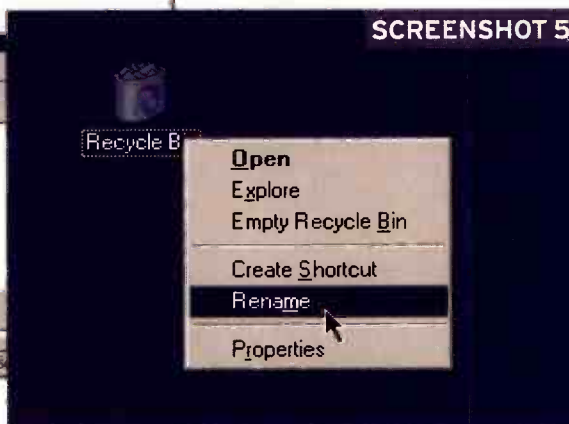 SCREENSHOT 5
Recycle B
Open
Explore
Empty Recycle Bin
Create Shortcut
Rename
Properties